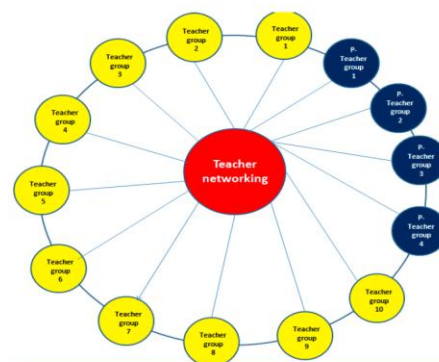 Teacher
group
1
P-
Teacher
group
1
P-
Teacher
group
2
P-
Teacher
group
3
P-
Teacher
group
4
Teacher
group
10
Teacher
group
9
Teacher
group
8
Teacher
group
7
Teacher
group
6
Teacher
group
5
Teacher
group
4
Teacher
group
3
Teacher
group
2
Teacher
networking